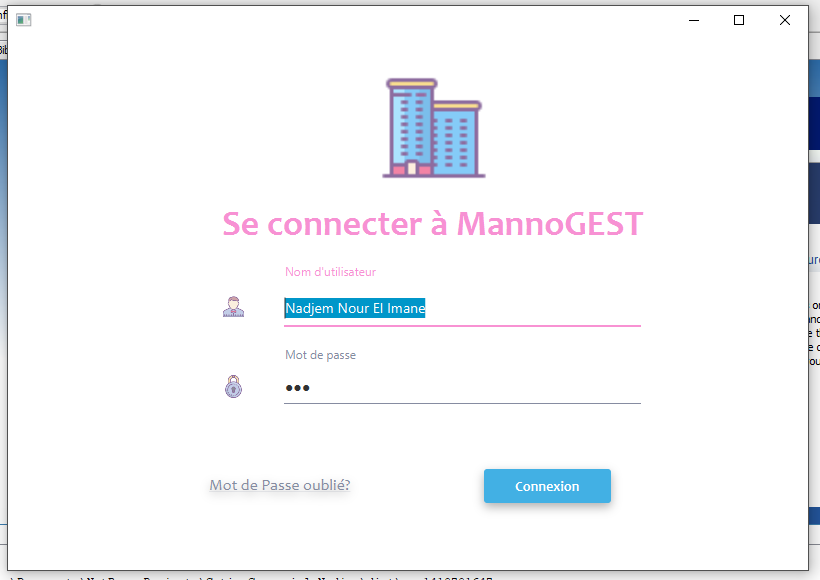 Se connecter à MannoGEST
Nom d'utilisateur
Nadjem Nour El Imane
Mot de passe
Mot de Passe oublié?
Connexion